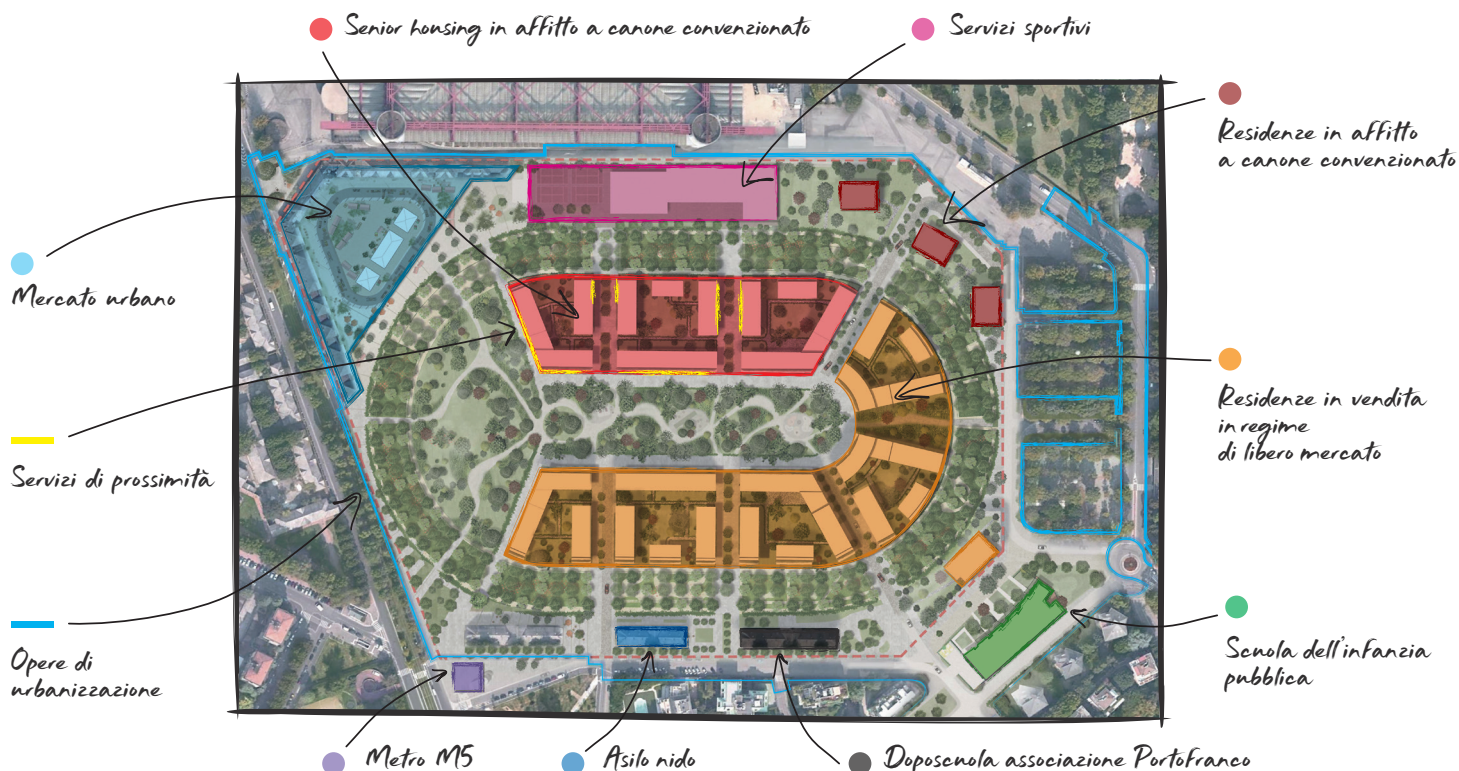 Senior housing in affitto a canone convenzionato
Servizi sportivi
Residenze in affitto
a canone convenzionato
Mercato urbano
Residenze in vendita
in regime
di libero mercato
Servizi di prossimità
Opere di
urbanizzazione
Scuola dell'infanzia
pubblica
Metro M5
Asilo nido
Doposcuola associazione Portofranco